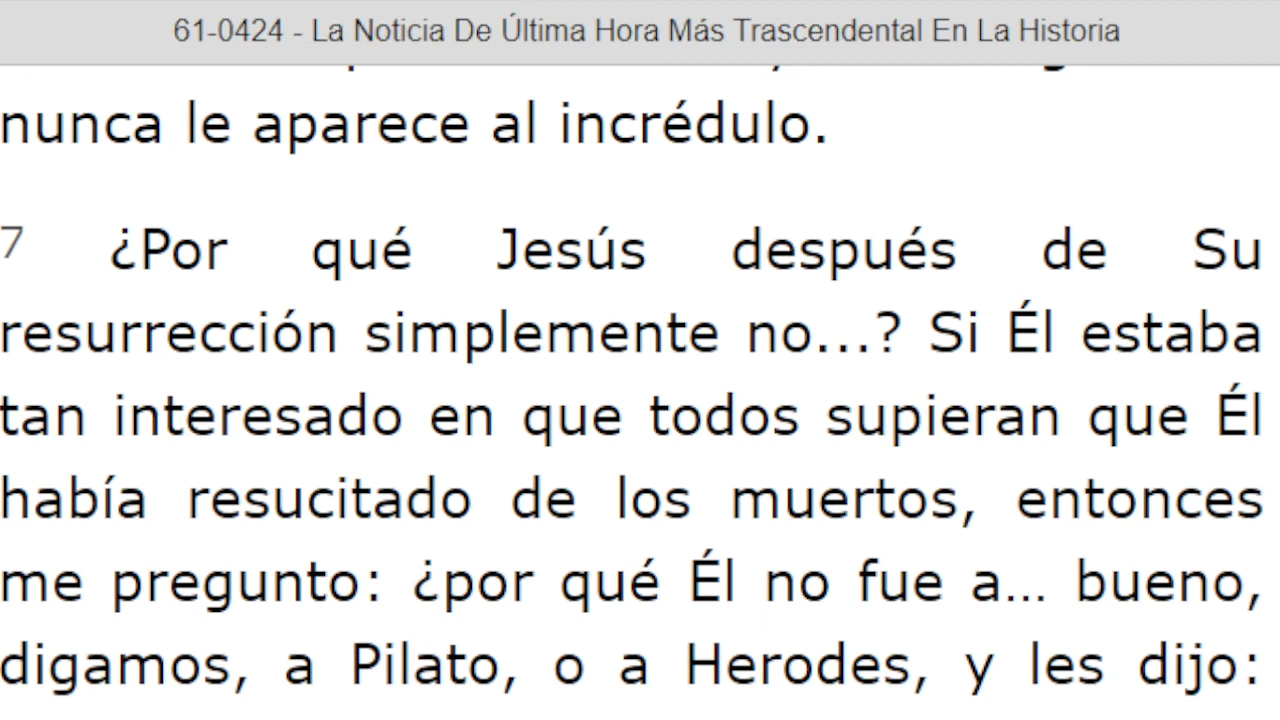 61-0424 - La Noticia De Última Hora Más Trascendental En La Historia
nunca le aparece al incrédulo.
7 ¿Por qué Jesús después de Su
resurrección simplemente no...? Si Él estaba
tan interesado en que todos supieran que Él
había resucitado de los muertos, entonces
me pregunto: ¿por qué Él no fue a... bueno,
digamos, a Pilato, o a Herodes, y les dijo: